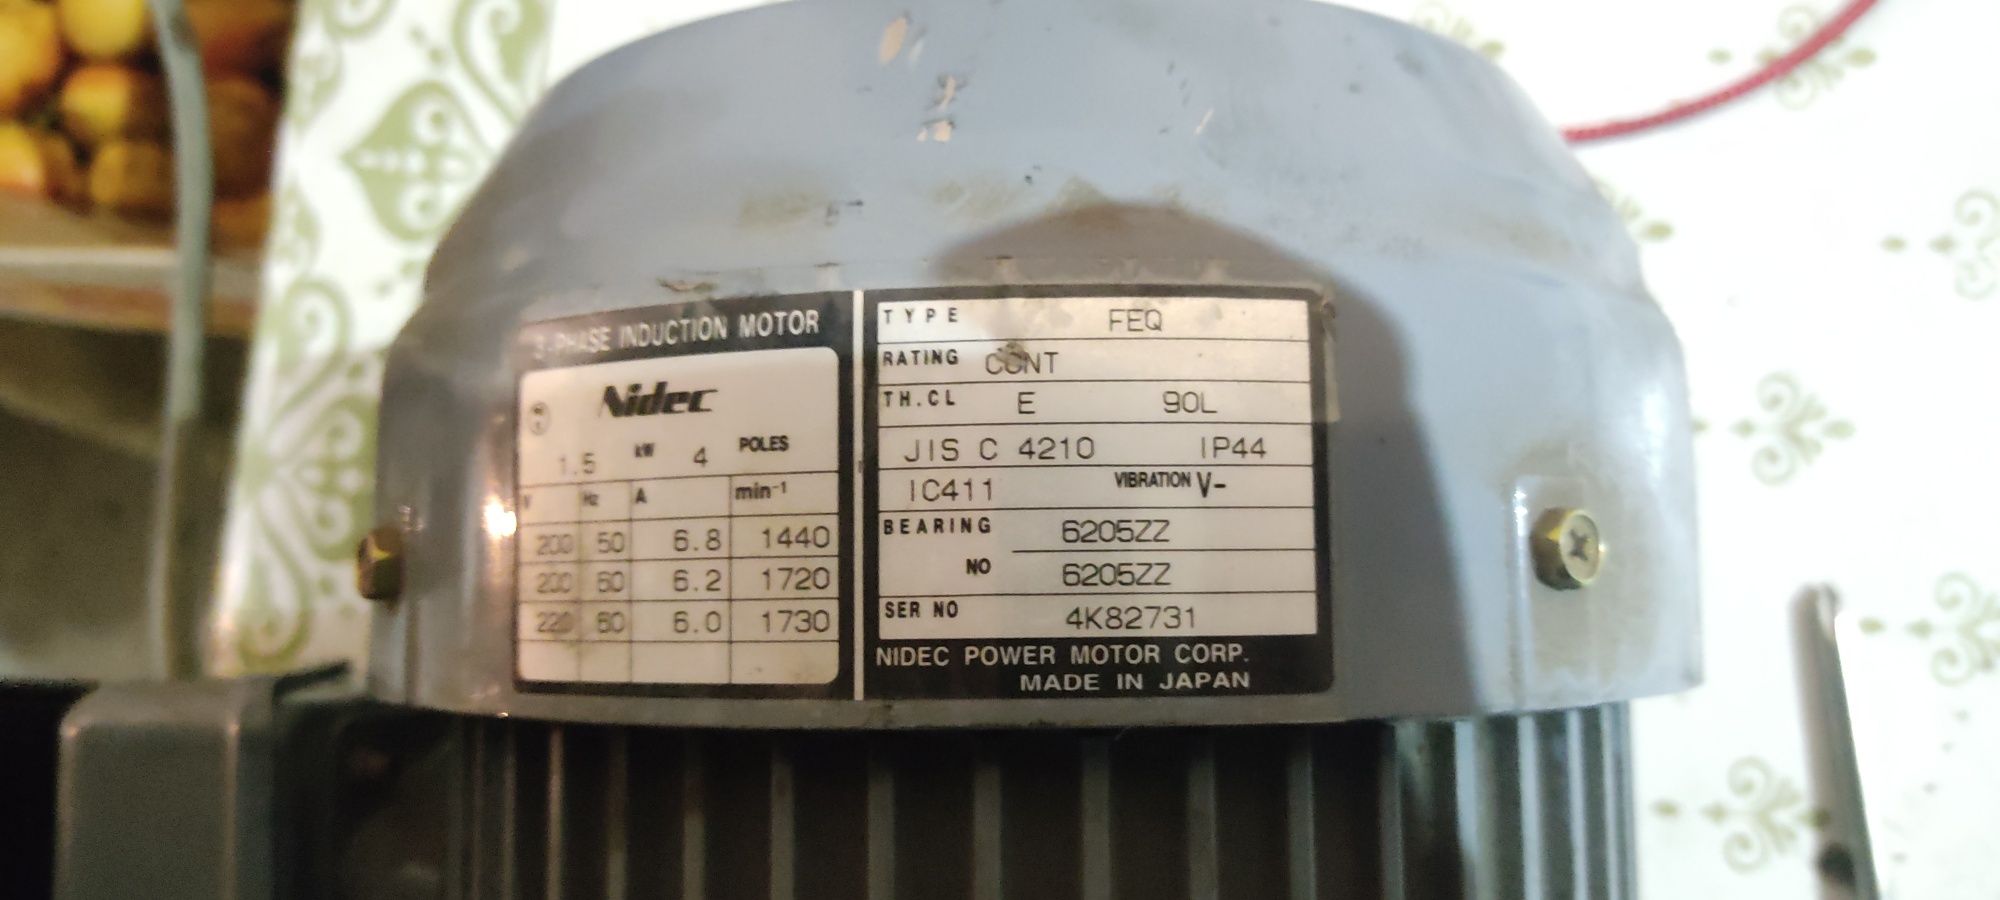 3-PHASE INDUCTION MOTOR
Nidec
1.5 kW 4 POLES
V Hz A min⁻¹
200 50 6.8 1440
200 60 6.2 1720
220 60 6.0 1730
TYPE FEQ
RATING CONT
TH.CL E 90L
JIS C 4210 IP44
IC411 VIBRATION V-
BEARING 6205ZZ
NO 6205ZZ
SER NO 4K82731
NIDEC POWER MOTOR CORP.
MADE IN JAPAN